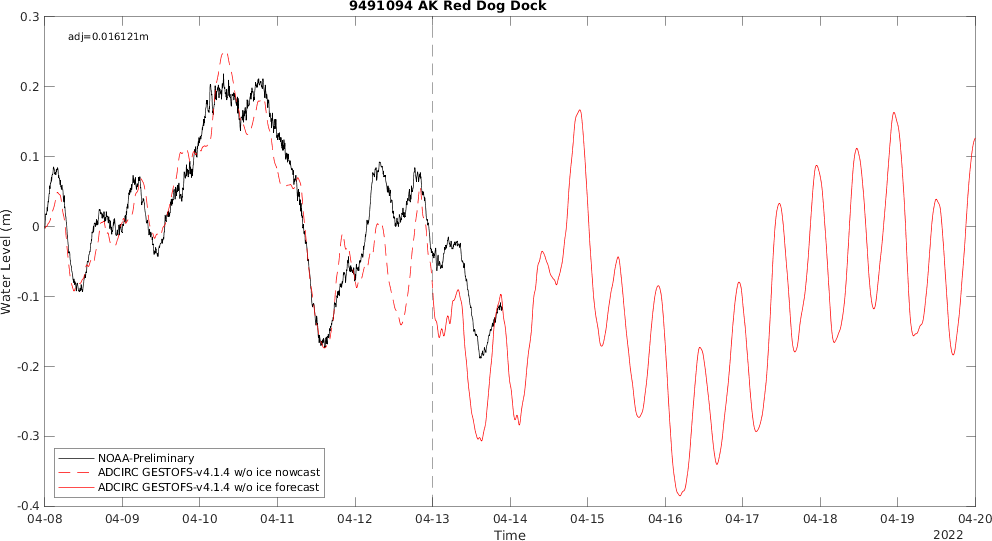 9491094 AK Red Dog Dock
adj=0.016121m
0.3
0.2
0.1
0
-0.1
-0.2
-0.3
-0.4
Water Level (m)
NOAA-Preliminary
ADCIRC GESTOFS-v4.1.4 w/o ice nowcast
ADCIRC GESTOFS-v4.1.4 w/o ice forecast
04-08 04-09 04-10 04-11 04-12 04-13 04-14 04-15 04-16 04-17 04-18 04-19 04-20
Time
2022